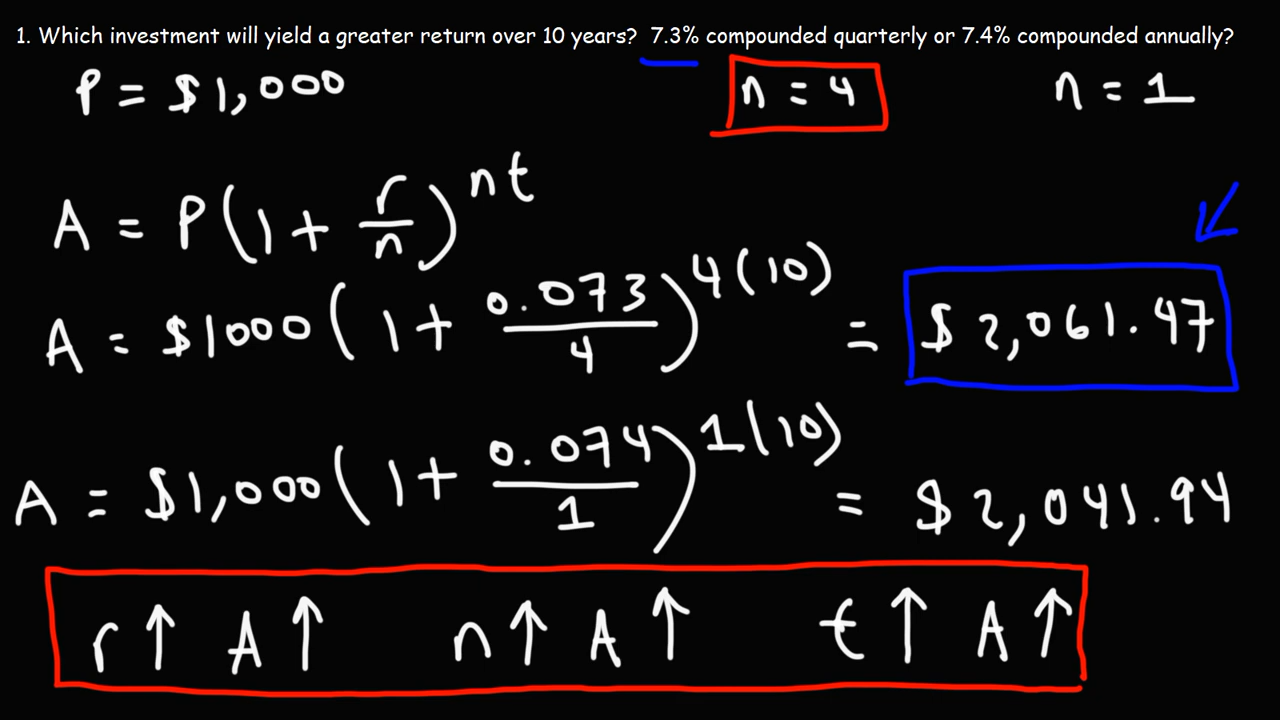 1. Which investment will yield a greater return over 10 years? 7.3% compounded quarterly or 7.4% compounded annually?
P = $1,000 n = 4 n = 1
A = P(1 + r/n)^nt
A = $1000(1 + 0.073/4)^4(10) = $2,061.47
A = $1,000(1 + 0.074/1)^1(10) = $2,041.94
r↑ A↑ n↑ A↑ t↑ A↑